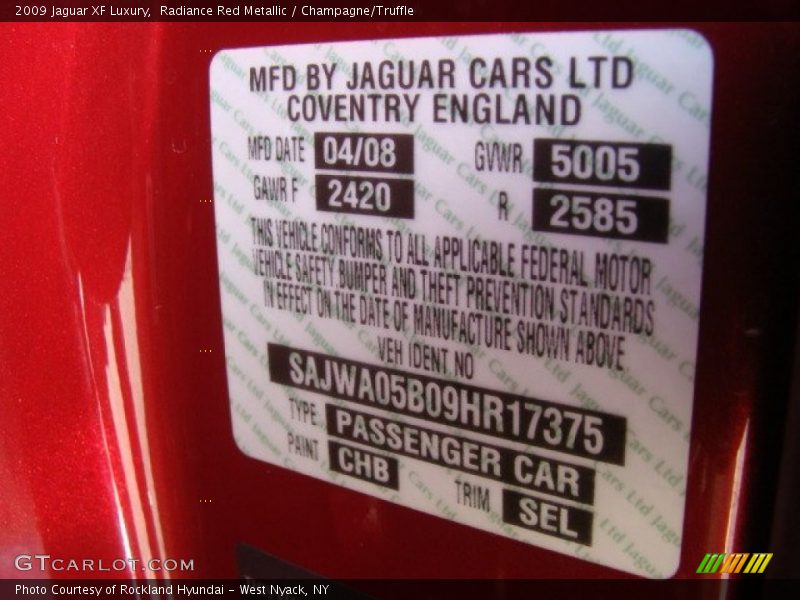 2009 Jaguar XF Luxury,  Radiance Red Metallic / Champagne/Truffle
MFD BY JAGUAR CARS LTD
COVENTRY ENGLAND
MFD DATE 04/08 GVWR 5005
GAWR F 2420 R 2585
THIS VEHICLE CONFORMS TO ALL APPLICABLE FEDERAL MOTOR
VEHICLE SAFETY BUMPER AND THEFT PREVENTION STANDARDS
IN EFFECT ON THE DATE OF MANUFACTURE SHOWN ABOVE
VEH IDENT NO
SAJWA05B09HR17375
TYPE PASSENGER CAR
PAINT CHB TRIM SEL
GTCARLOT.COM
Photo Courtesy of Rockland Hyundai - West Nyack, NY